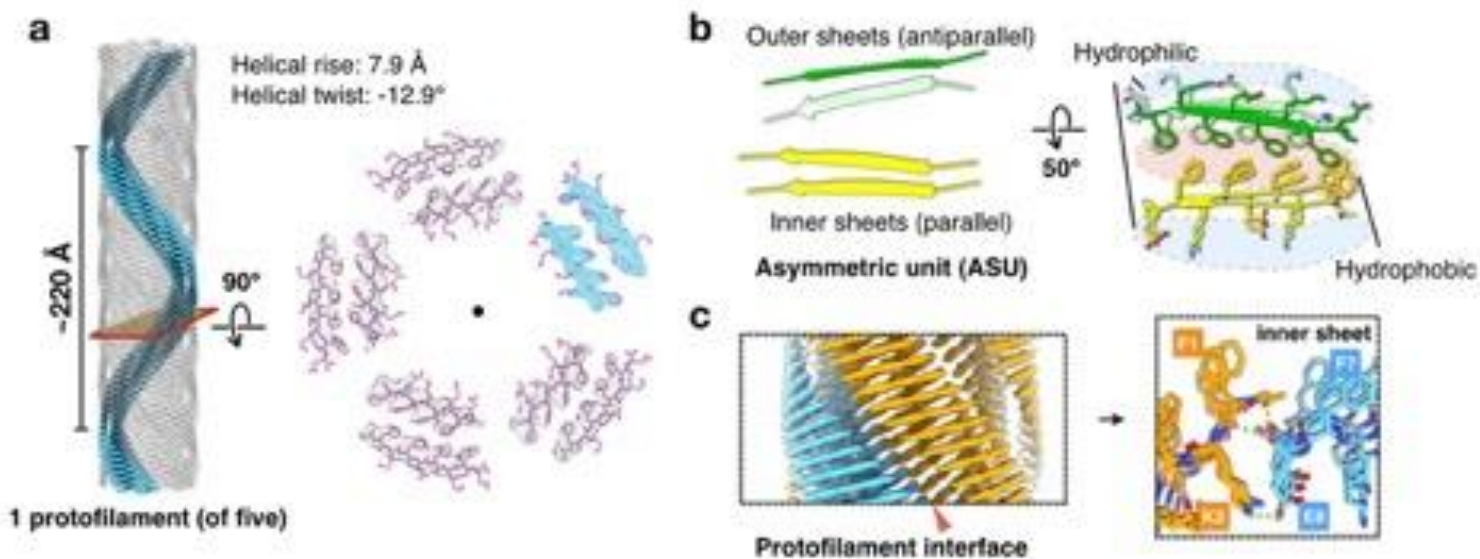 a
Helical rise: 7.9 Å
Helical twist: -12.9°
~220 Å
90°
1 protofilament (of five)
b
Outer sheets (antiparallel)
Inner sheets (parallel)
Asymmetric unit (ASU)
50°
Hydrophilic
Hydrophobic
c
Protofilament interface
inner sheet